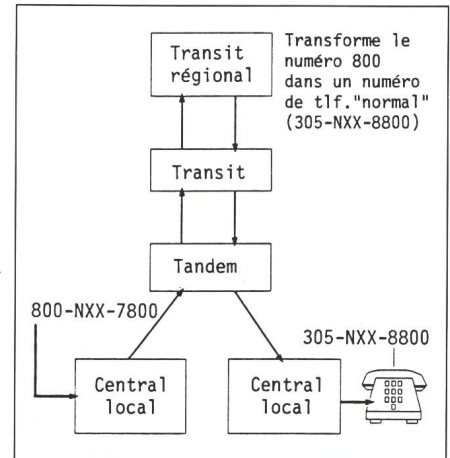 Transit
régional
Transforme le
numéro 800
dans un numéro
de tlf."normal"
(305-NXX-8800)
Transit
Tandem
800-NXX-7800
305-NXX-8800
Central
local
Central
local